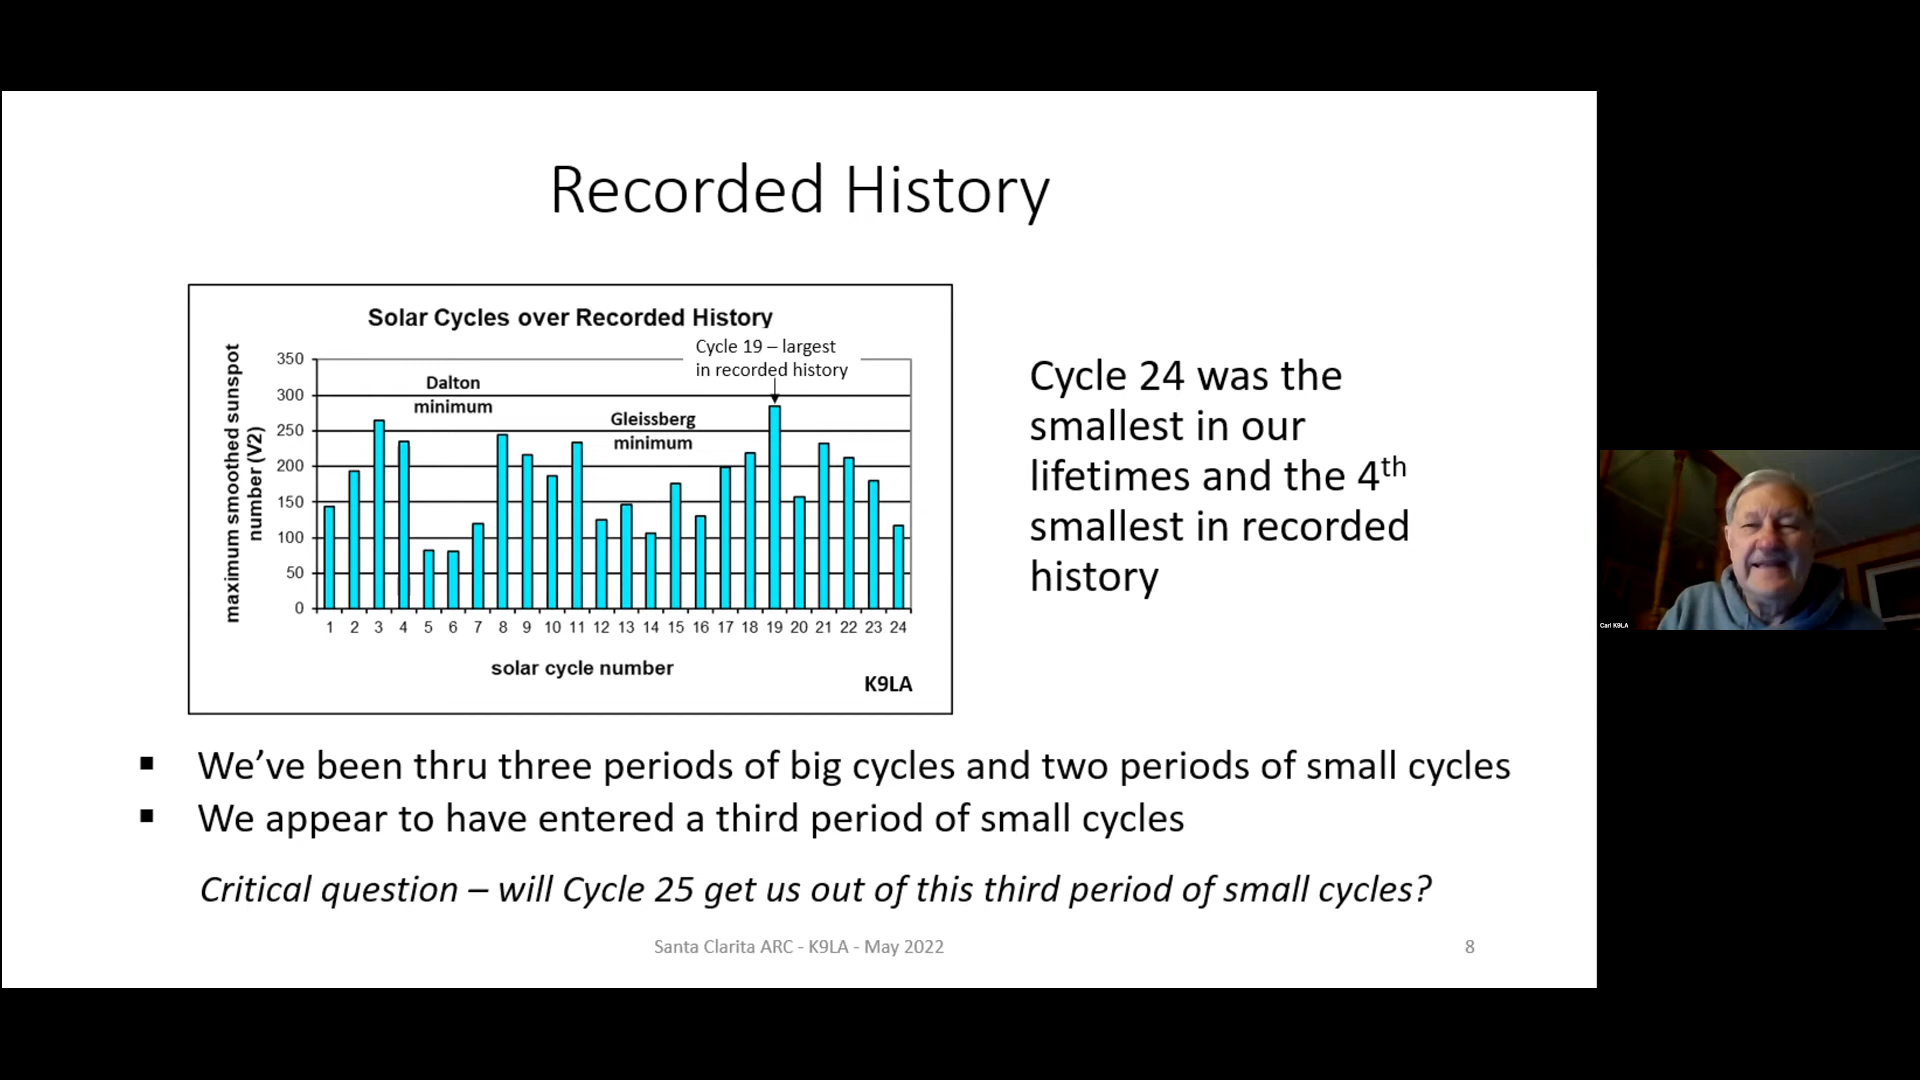 Recorded History
Solar Cycles over Recorded History
Cycle 19 – largest
in recorded history
Dalton
minimum
Gleissberg
minimum
maximum smoothed sunspot
number (V2)
350
300
250
200
150
100
50
0
1 2 3 4 5 6 7 8 9 10 11 12 13 14 15 16 17 18 19 20 21 22 23 24
solar cycle number
K9LA
Cycle 24 was the
smallest in our
lifetimes and the 4th
smallest in recorded
history
▪ We’ve been thru three periods of big cycles and two periods of small cycles
▪ We appear to have entered a third period of small cycles
Critical question – will Cycle 25 get us out of this third period of small cycles?
Santa Clarita ARC - K9LA - May 2022
8
Carl K9LA